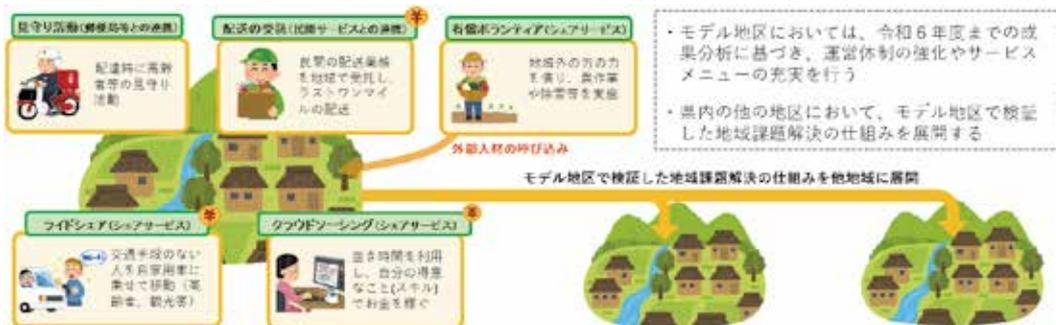 見守り活動(郵便局等との連携)
配達時に高齢
者等の見守り
活動
配送の受託(民間サービスとの連携)
民間の配送業務
を地域で受託し、
ラストワンマ
イルの配送
有償ボランティア(シェアサービス)
地域外の方の力
を借り、農作業
や除雪等を実施
・モデル地区においては、令和6年度までの成
果分析に基づき、運営体制の強化やサービス
メニューの充実を行う
・県内の他の地区において、モデル地区で検証
した地域課題解決の仕組みを展開する
外部人材の呼び込み
モデル地区で検証した地域課題解決の仕組みを他地域に展開
ライドシェア(シェアサービス)
交通手段のない
人を自家用車に
乗せて移動(高
齢者、観光客)
クラウドソーシング(シェアサービス)
空き時間を利用
し、自分の得意
なこと(スキル)
でお金を稼ぐ